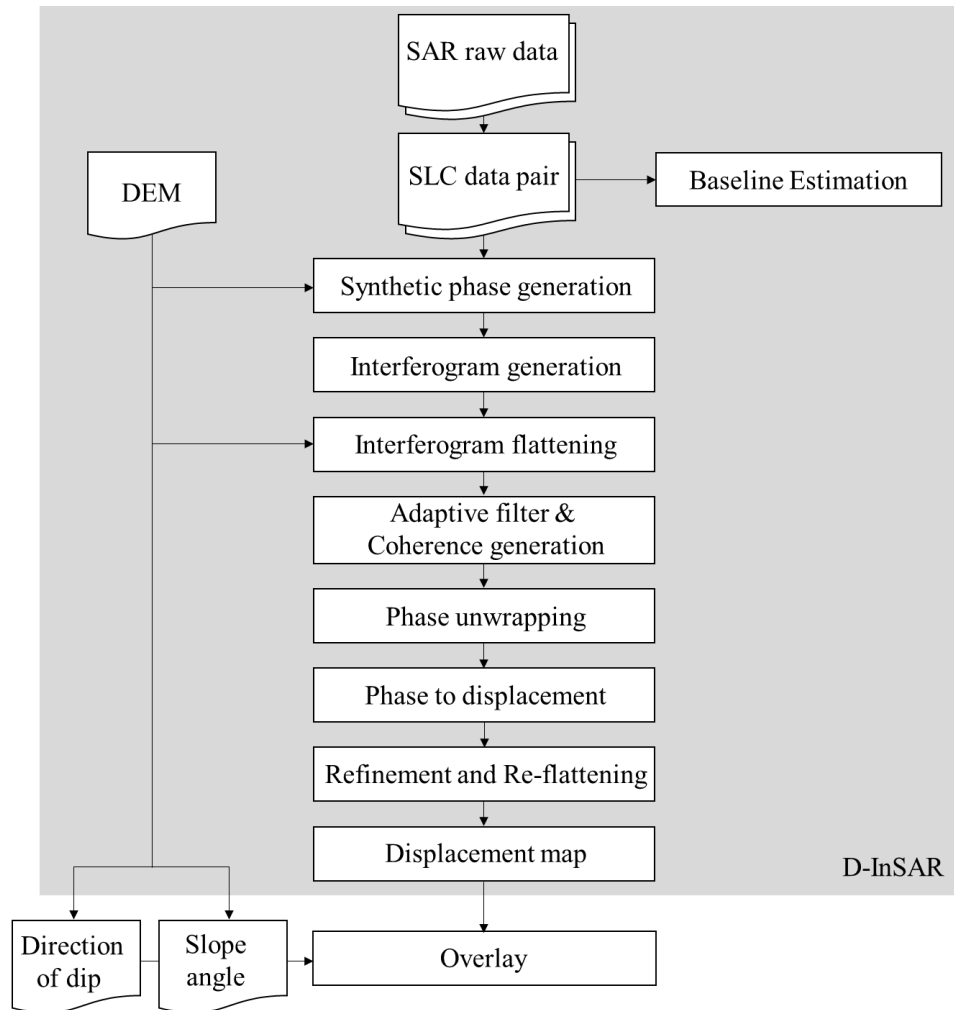 SAR raw data
SLC data pair
DEM
Baseline Estimation
Synthetic phase generation
Interferogram generation
Interferogram flattening
Adaptive filter &
Coherence generation
Phase unwrapping
Phase to displacement
Refinement and Re-flattening
Displacement map
D-InSAR
Direction
of dip
Slope
angle
Overlay